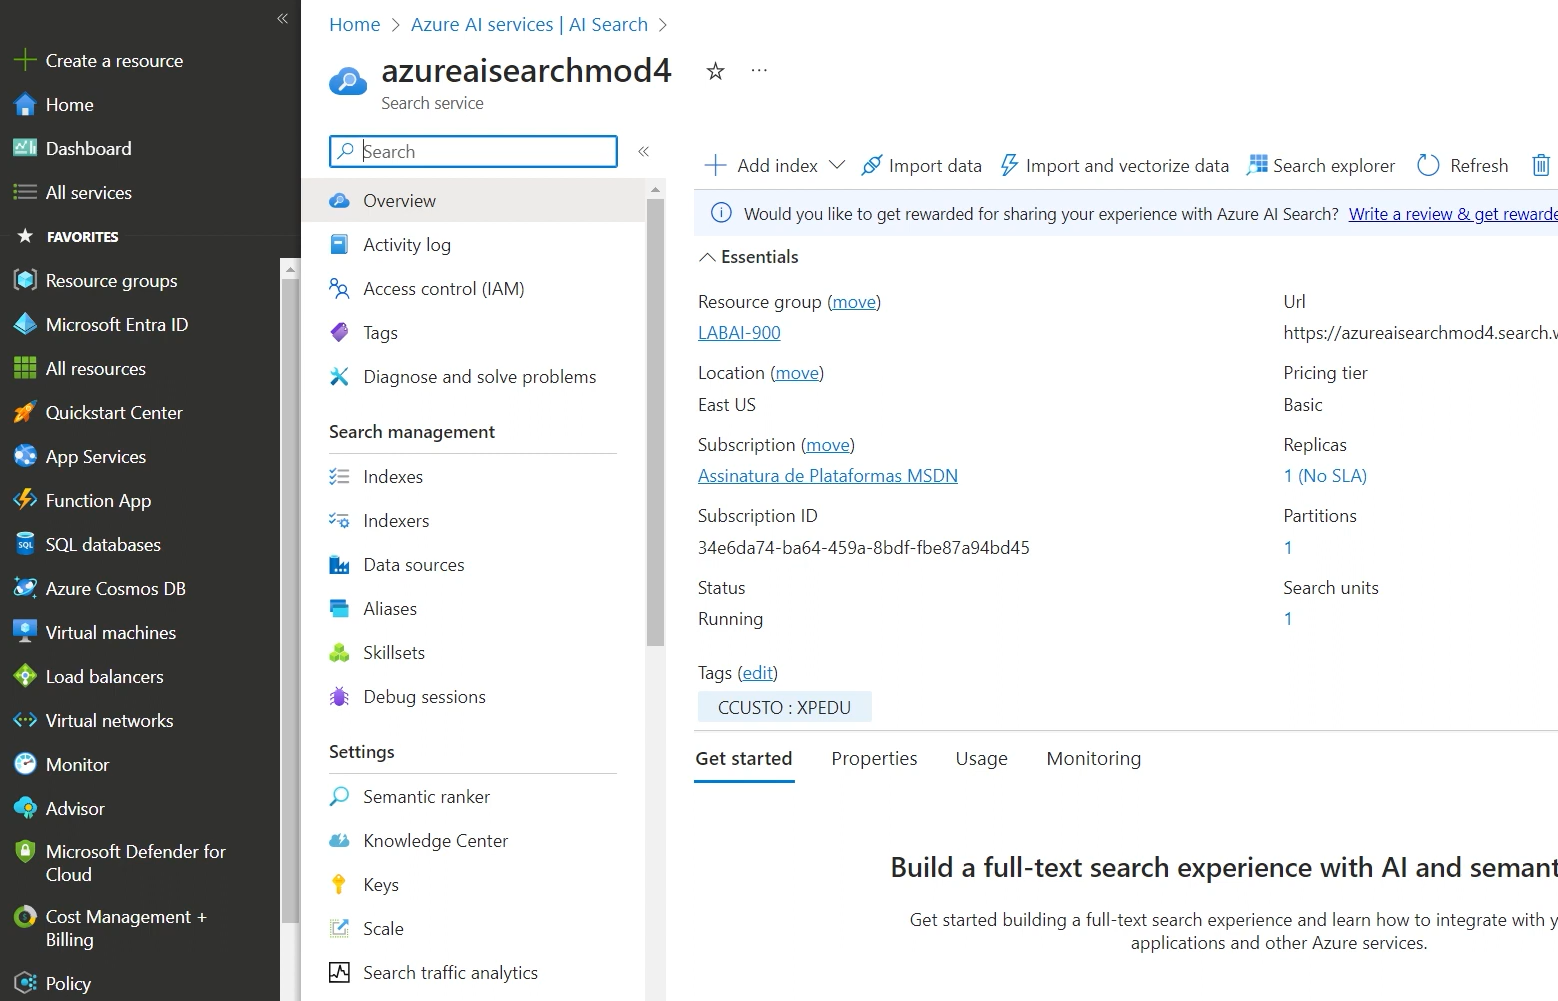 Create a resource
Home
Dashboard
All services
FAVORITES
Resource groups
Microsoft Entra ID
All resources
Quickstart Center
App Services
Function App
SQL databases
Azure Cosmos DB
Virtual machines
Load balancers
Virtual networks
Monitor
Advisor
Microsoft Defender for
Cloud
Cost Management +
Billing
Policy
Home > Azure AI services | AI Search >
azureaisearchmod4
Search service
Search
Overview
Activity log
Access control (IAM)
Tags
Diagnose and solve problems
Search management
Indexes
Indexers
Data sources
Aliases
Skillsets
Debug sessions
Settings
Semantic ranker
Knowledge Center
Keys
Scale
Search traffic analytics
Add index Import data Import and vectorize data Search explorer Refresh
Would you like to get rewarded for sharing your experience with Azure AI Search? Write a review & get rewarde
Essentials
Resource group (move)
LABAI-900
Location (move)
East US
Subscription (move)
Assinatura de Plataformas MSDN
Subscription ID
34e6da74-ba64-459a-8bdf-fbe87a94bd45
Status
Running
Url
https://azureaisearchmod4.search.w
Pricing tier
Basic
Replicas
1 (No SLA)
Partitions
1
Search units
1
Tags (edit)
CCUSTO : XPEDU
Get started Properties Usage Monitoring
Build a full-text search experience with AI and semant
Get started building a full-text search experience and learn how to integrate with y
applications and other Azure services.